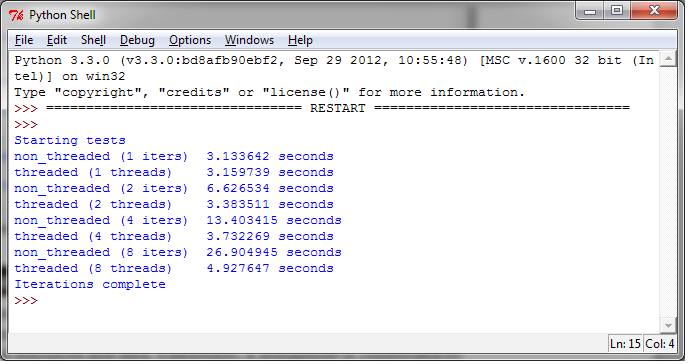 Python Shell
File Edit Shell Debug Options Windows Help
Python 3.3.0 (v3.3.0:bd8afb90ebf2, Sep 29 2012, 10:55:48) [MSC v.1600 32 bit (In
tel)] on win32
Type "copyright", "credits" or "license()" for more information.
>>> ================================ RESTART ================================
>>>
Starting tests
non_threaded (1 iters)  3.133642 seconds
threaded (1 threads)    3.159739 seconds
non_threaded (2 iters)  6.626534 seconds
threaded (2 threads)    3.383511 seconds
non_threaded (4 iters)  13.403415 seconds
threaded (4 threads)    3.732269 seconds
non_threaded (8 iters)  26.904945 seconds
threaded (8 threads)    4.927647 seconds
Iterations complete
>>>
Ln: 15 Col: 4